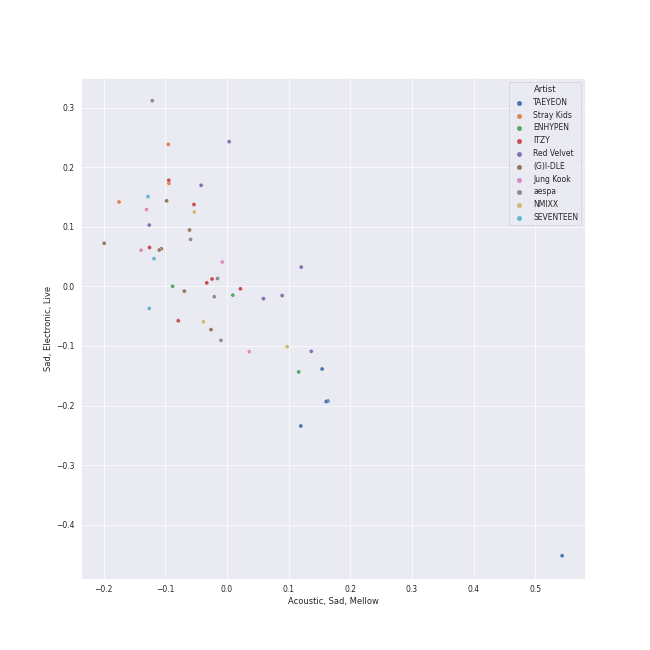 Artist
TAEYEON
Stray Kids
ENHYPEN
ITZY
Red Velvet
(G)I-DLE
Jung Kook
aespa
NMIXX
SEVENTEEN
0.3
0.2
0.1
0.0
−0.1
−0.2
−0.3
−0.4
Sad, Electronic, Live
−0.2 −0.1 0.0 0.1 0.2 0.3 0.4 0.5
Acoustic, Sad, Mellow